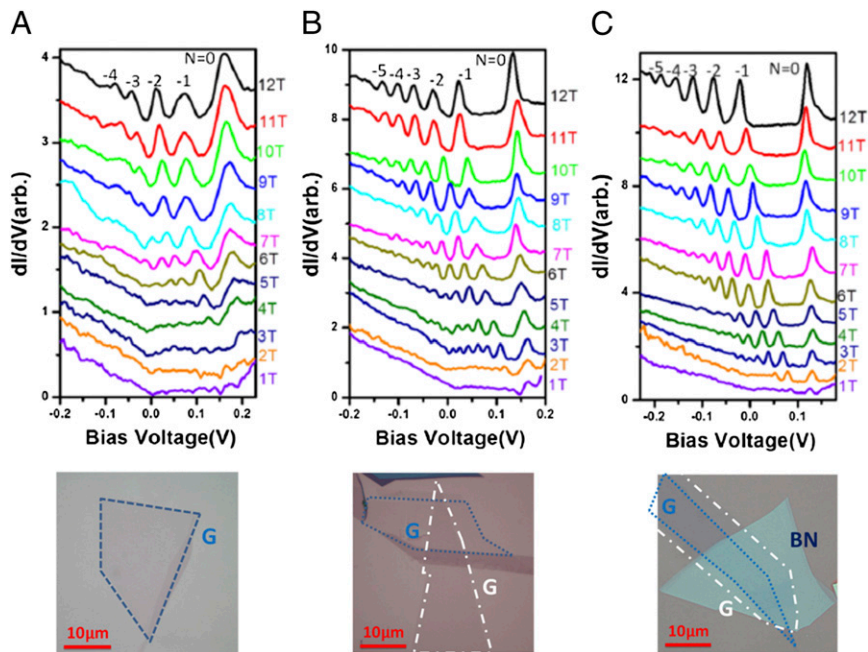 A
B
C
dI/dV(arb.)
4
3
2
1
0
-4
-3
-2
-1
N=0
12T
11T
10T
9T
8T
7T
6T
5T
4T
3T
2T
1T
-0.2
-0.1
0.0
0.1
0.2
Bias Voltage(V)
dI/dV(arb.)
10
8
6
4
2
0
-5
-4
-3
-2
-1
N=0
12T
11T
10T
9T
8T
7T
6T
5T
4T
3T
2T
1T
-0.2
-0.1
0.0
0.1
0.2
Bias Voltage(V)
dI/dV(arb.)
12
8
4
0
-5
-4
-3
-2
-1
N=0
12T
11T
10T
9T
8T
7T
6T
5T
4T
3T
2T
1T
-0.2
-0.1
0.0
0.1
Bias Voltage(V)
G
10μm
G
G
10μm
G
BN
G
10μm